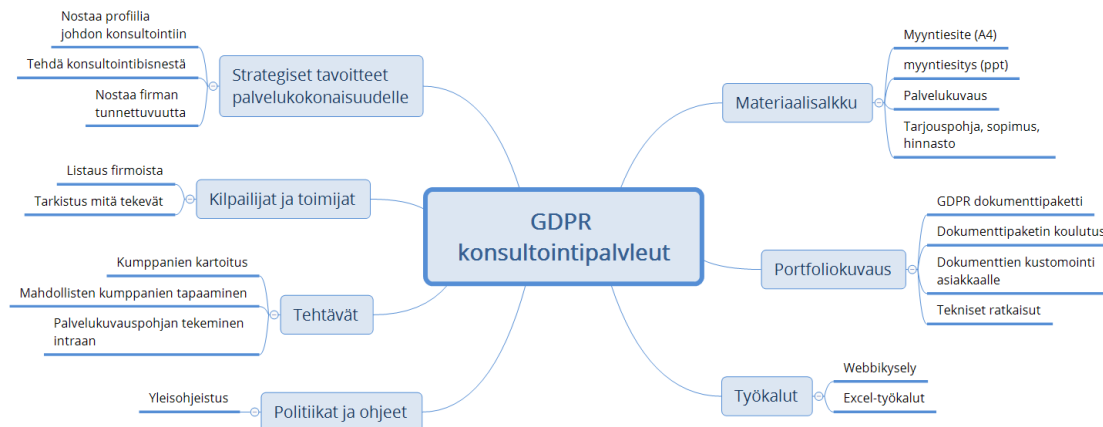 GDPR
konsultointipalvleut
Strategiset tavoitteet
palvelukokonaisuudelle
Nostaa profiilia
johdon konsultointiin
Tehdä konsultointibisnestä
Nostaa firman
tunnettuvuutta
Kilpailijat ja toimijat
Listaus firmoista
Tarkistus mitä tekevät
Tehtävät
Kumppanien kartoitus
Mahdollisten kumppanien tapaaminen
Palvelukuvauspohjan tekeminen
intraan
Politiikat ja ohjeet
Yleisohjeistus
Materiaalisalkku
Myyntiesite (A4)
myyntiesitys (ppt)
Palvelukuvaus
Tarjouspohja, sopimus,
hinnasto
Portfoliokuvaus
GDPR dokumenttipaketti
Dokumenttipaketin koulutus
Dokumenttien kustomointi
asiakkaalle
Tekniset ratkaisut
Työkalut
Webbikysely
Excel-työkalut